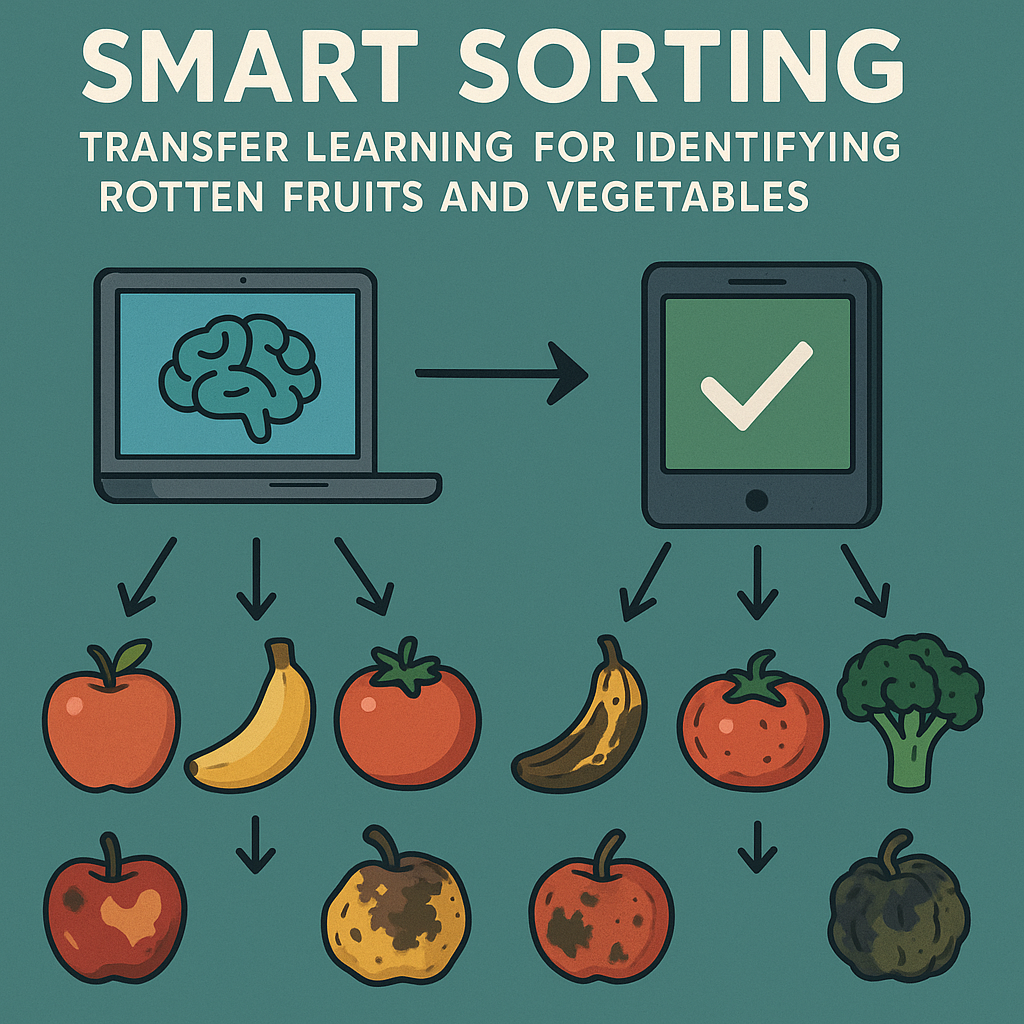 SMART SORTING
TRANSFER LEARNING FOR IDENTIFYING
ROTTEN FRUITS AND VEGETABLES